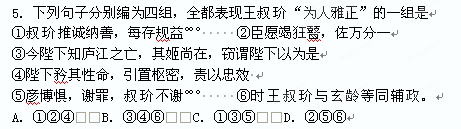 5. 下列句子分别编为四组，全都表现王叔玠“为人雅正”的一组是
①叔玠推诚纳善，每存规益 ②臣愿竭狂瞽，佐万分一
③今陛下知庐江之亡，其姬尚在，窃谓陛下以为是
④陛下矜其性命，引置枢密，责以忠效
⑤彦博惧，谢罪，叔玠不谢 ⑥时王叔玠与玄龄等同辅政。
A. ①②④ B. ③④⑥ C. ①③⑤ D. ②⑤⑥